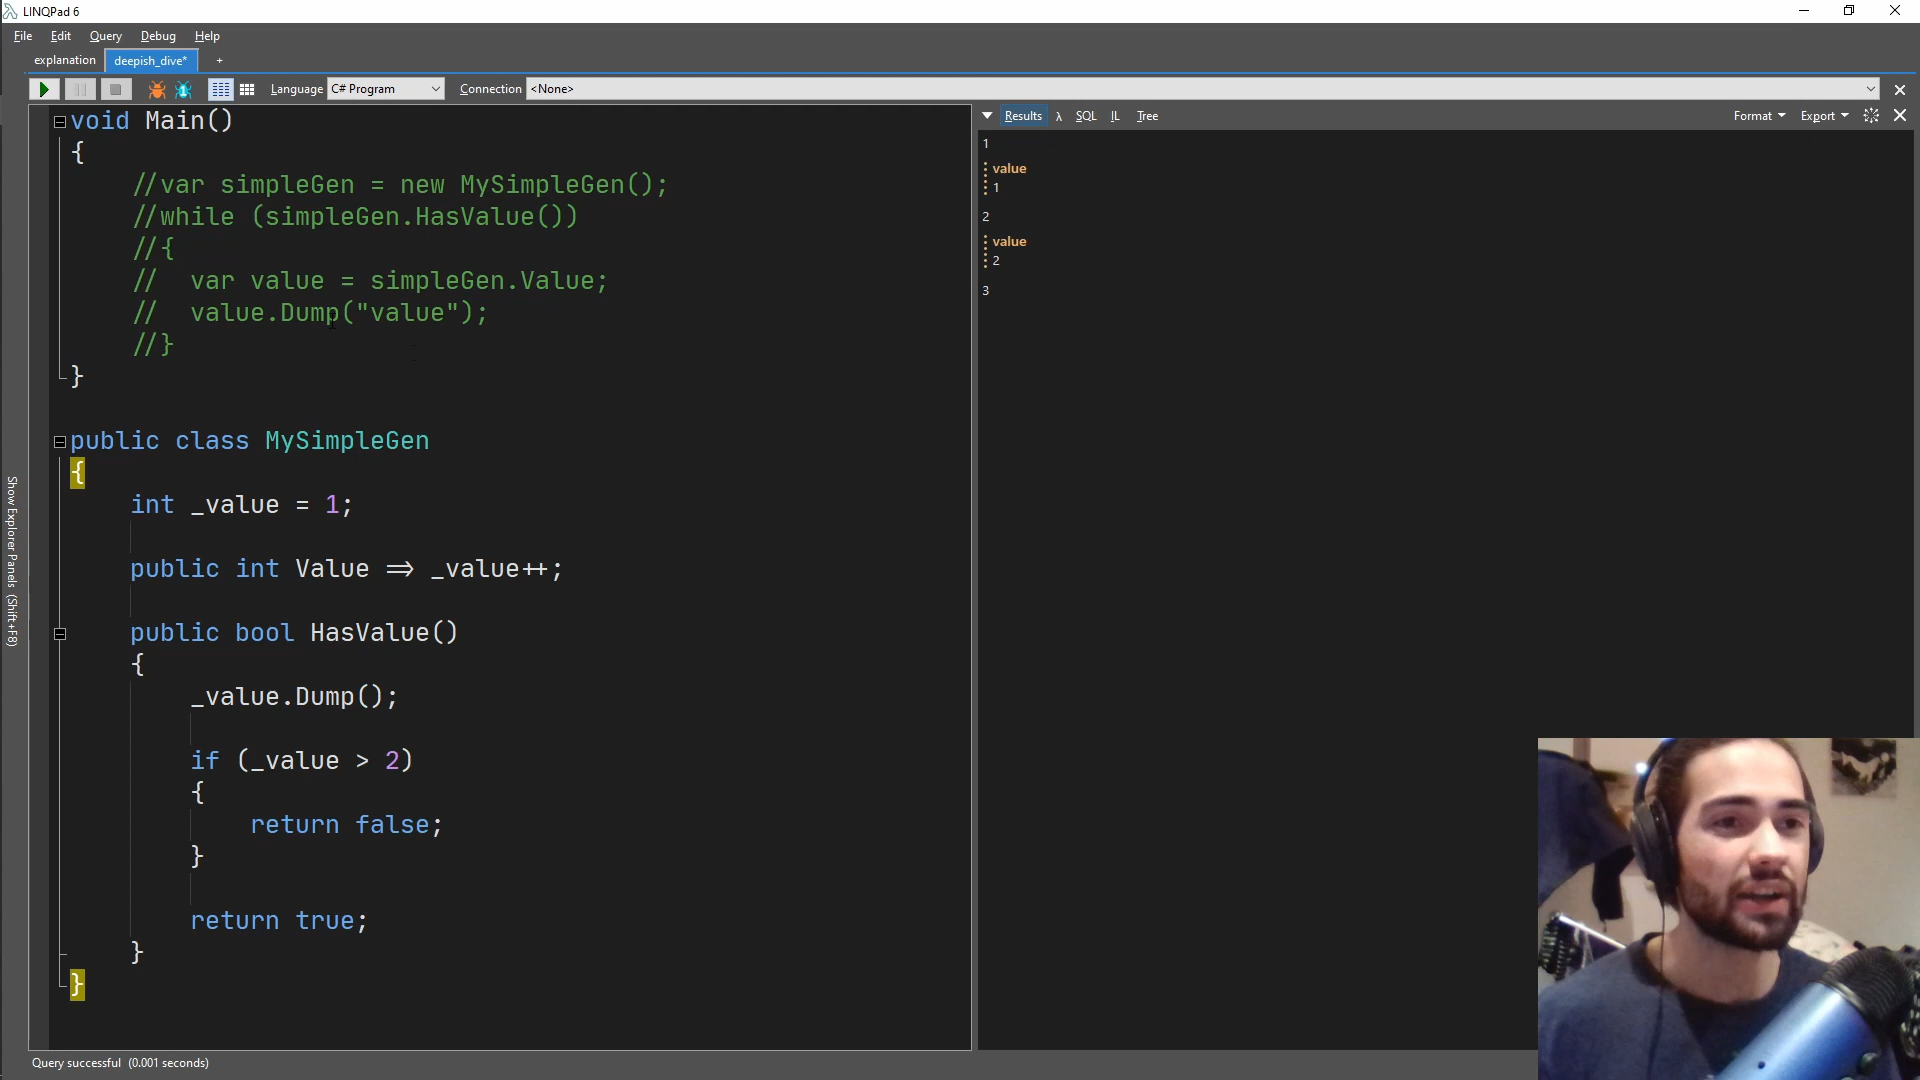 LINQPad 6
File Edit Query Debug Help
explanation deepish_dive* +
Language C# Program Connection <None>
void Main()
{
//var simpleGen = new MySimpleGen();
//while (simpleGen.HasValue())
//{
// var value = simpleGen.Value;
// value.Dump("value");
//}
}
public class MySimpleGen
{
int _value = 1;
public int Value => _value++;
public bool HasValue()
{
_value.Dump();
if (_value > 2)
{
return false;
}
return true;
}
}
Show Explorer Panels (Shift+F8)
Results λ SQL IL Tree Format Export
1
value
1
2
value
2
3
Query successful (0.001 seconds)